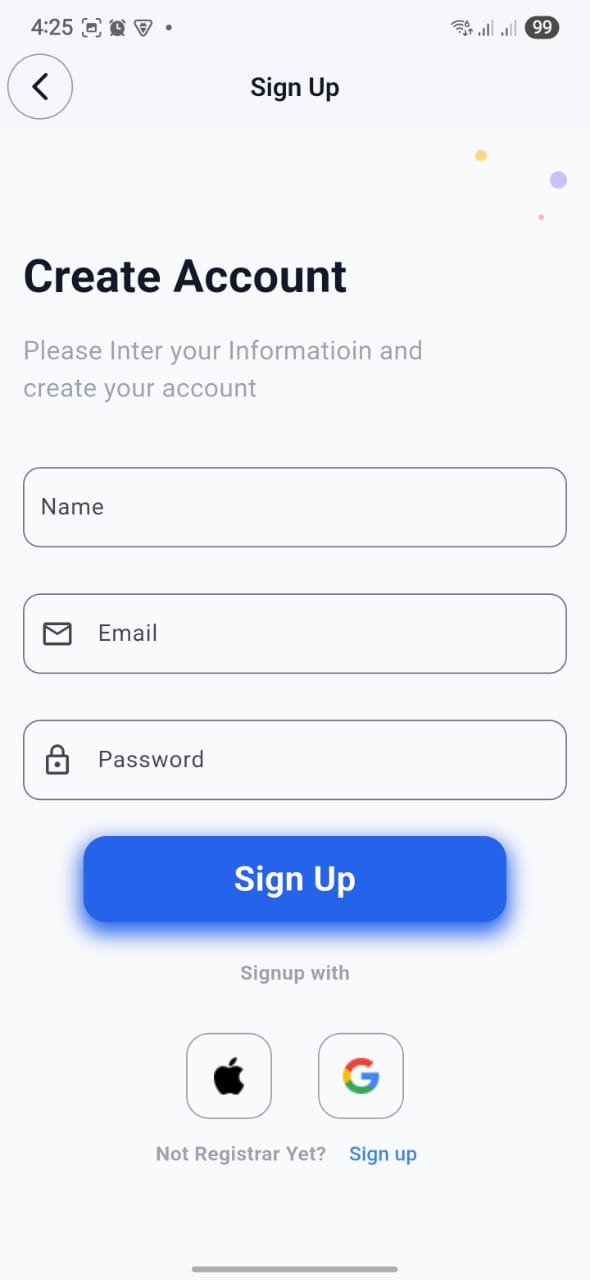 4:25
99
Sign Up
Create Account
Please Inter your Informatioin and
create your account
Name
Email
Password
Sign Up
Signup with
Not Registrar Yet? Sign up